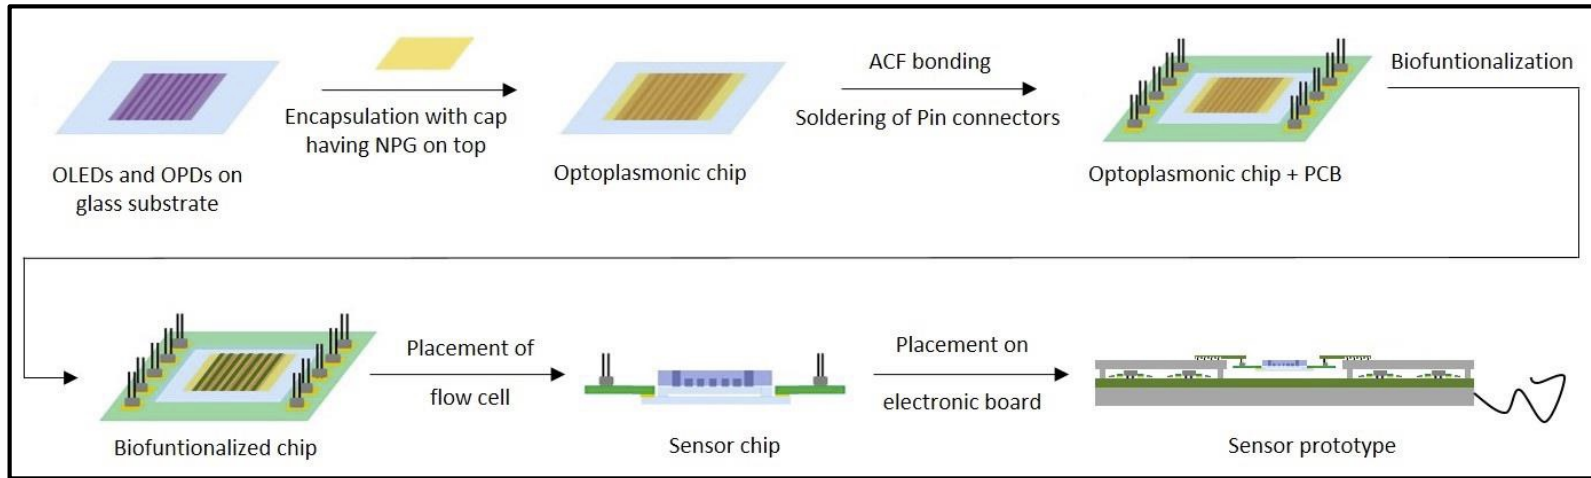 OLEDs and OPDs on
glass substrate
Encapsulation with cap
having NPG on top
Optoplasmonic chip
ACF bonding
Soldering of Pin connectors
Optoplasmonic chip + PCB
Biofuntionalization
Biofuntionalized chip
Placement of
flow cell
Sensor chip
Placement on
electronic board
Sensor prototype